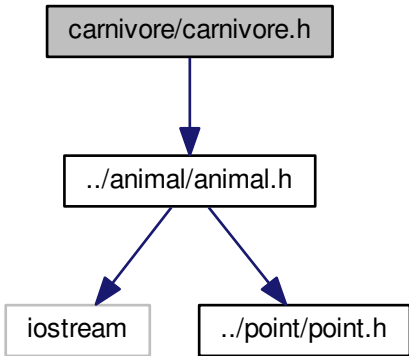 carnivore/carnivore.h
../animal/animal.h
iostream
../point/point.h